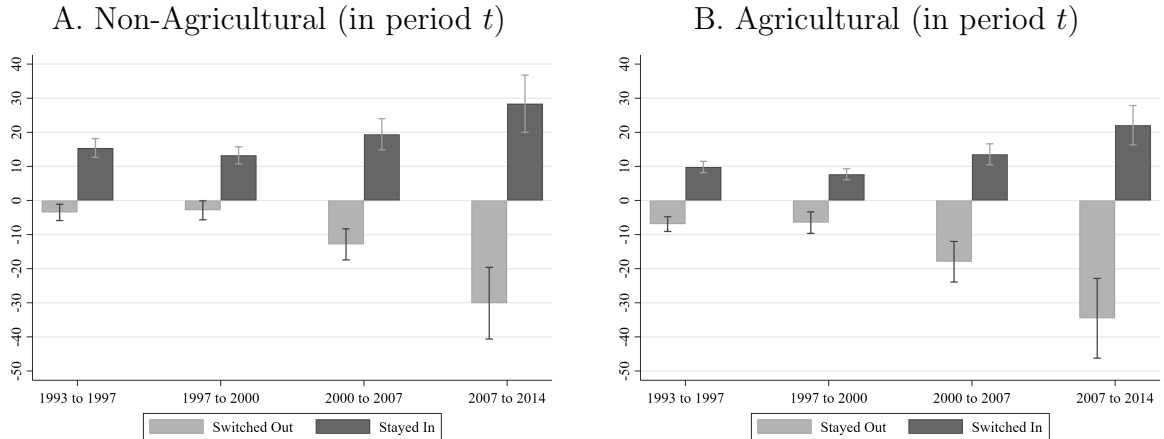 A. Non-Agricultural (in period t)
40
30
20
10
0
-10
-20
-30
-40
-50
1993 to 1997
1997 to 2000
2000 to 2007
2007 to 2014
Switched Out
Stayed In
B. Agricultural (in period t)
40
30
20
10
0
-10
-20
-30
-40
-50
1993 to 1997
1997 to 2000
2000 to 2007
2007 to 2014
Stayed Out
Switched In